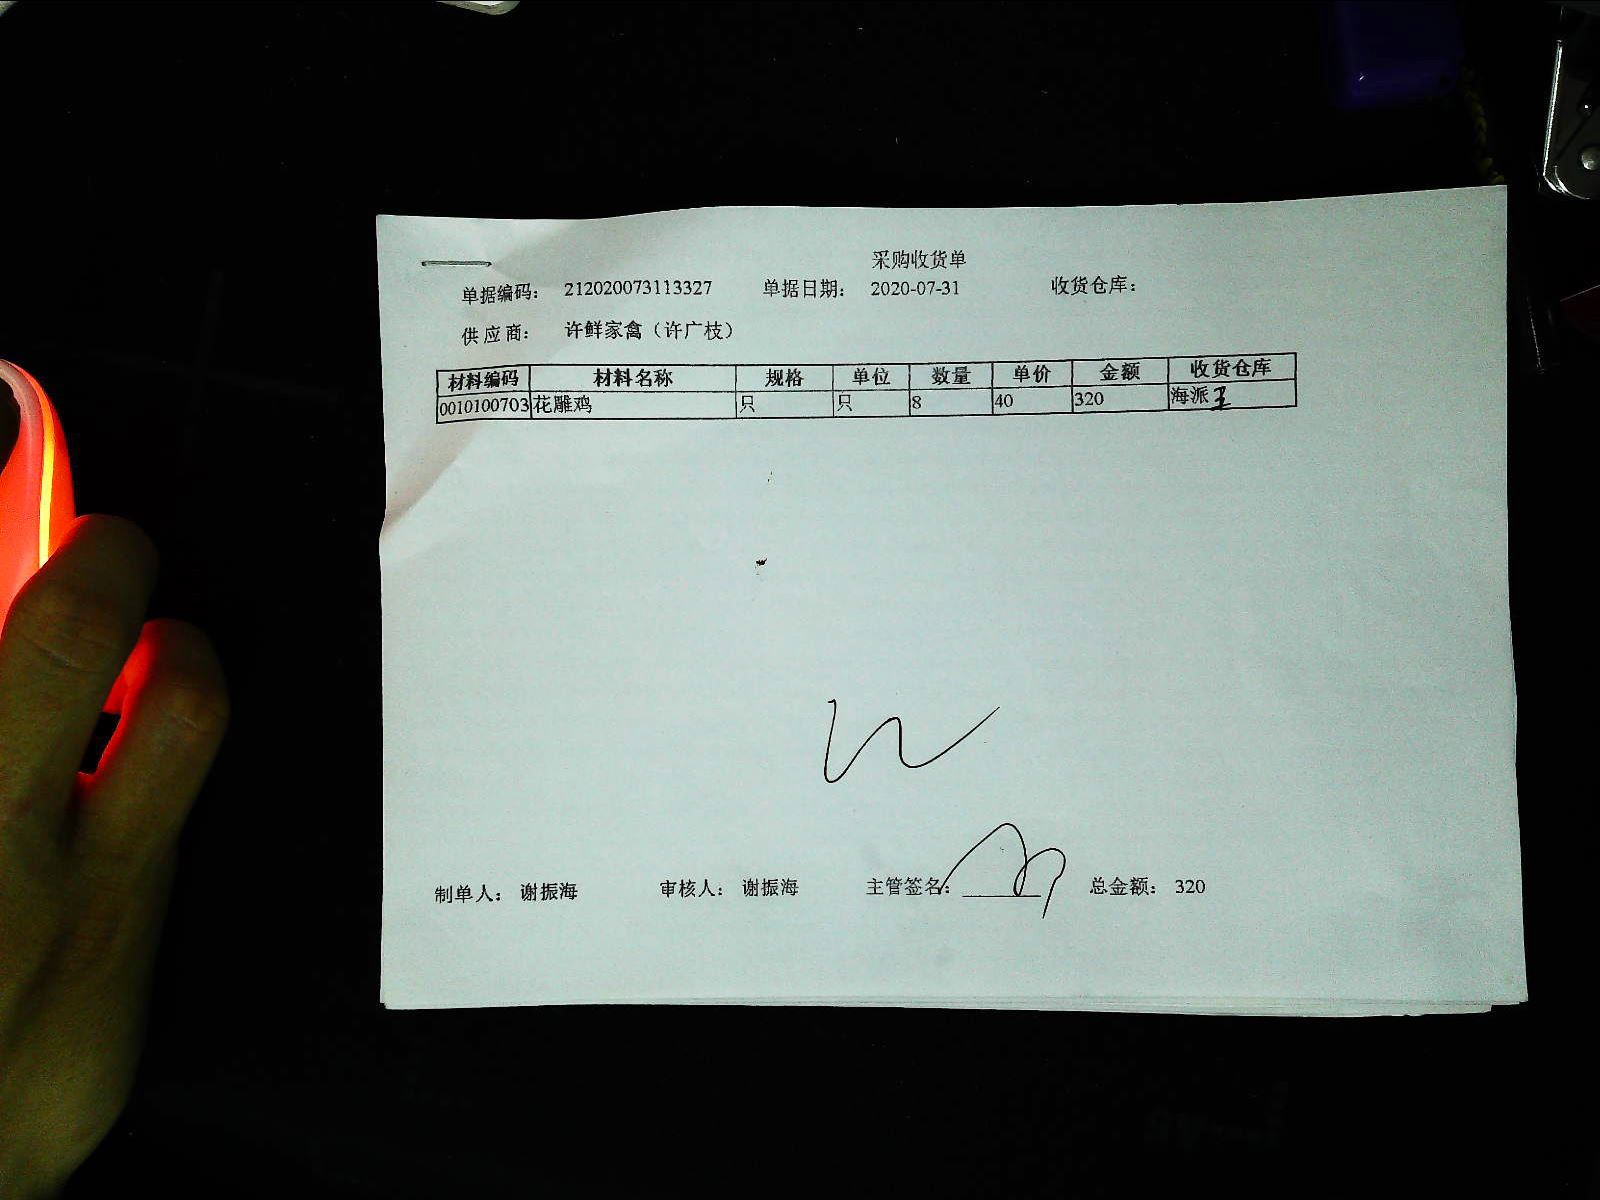 采购收货单
单据编码： 212020073113327 单据日期： 2020-07-31 收货仓库：
供应商： 许鲜家禽（许广枝）
材料编码 材料名称 规格 单位 数量 单价 金额 收货仓库
0010100703 花雕鸡 只 只 8 40 320 海派王
制单人： 谢振海 审核人： 谢振海 主管签名： 总金额： 320